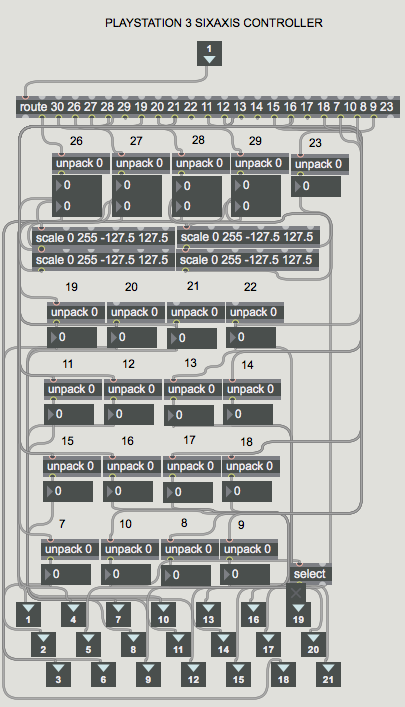 PLAYSTATION 3 SIXAXIS CONTROLLER
1
route 30 26 27 28 29 19 20 21 22 11 12 13 14 15 16 17 18 7 10 8 9 23
26 27 28 29 23
unpack 0 unpack 0 unpack 0 unpack 0 unpack 0
0 0 0 0 0
0 0 0 0
scale 0 255 -127.5 127.5 scale 0 255 -127.5 127.5
scale 0 255 -127.5 127.5 scale 0 255 -127.5 127.5
19 20 21 22
unpack 0 unpack 0 unpack 0 unpack 0
0 0 0 0
11 12 13 14
unpack 0 unpack 0 unpack 0 unpack 0
0 0 0 0
15 16 17 18
unpack 0 unpack 0 unpack 0 unpack 0
0 0 0 0
7 10 8 9
unpack 0 unpack 0 unpack 0 unpack 0
0 0 0 0 select
1 4 7 10 13 16 19
2 5 8 11 14 17 20
3 6 9 12 15 18 21